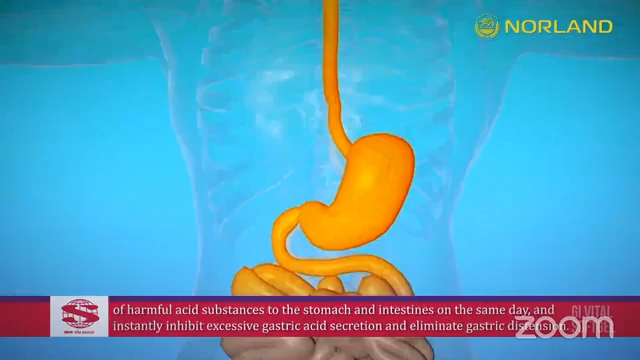 NORLAND
of harmful acid substances to the stomach and intestines on the same day, and
instantly inhibit excessive gastric acid secretion and eliminate gastric distension.
GI VITAL
zoom